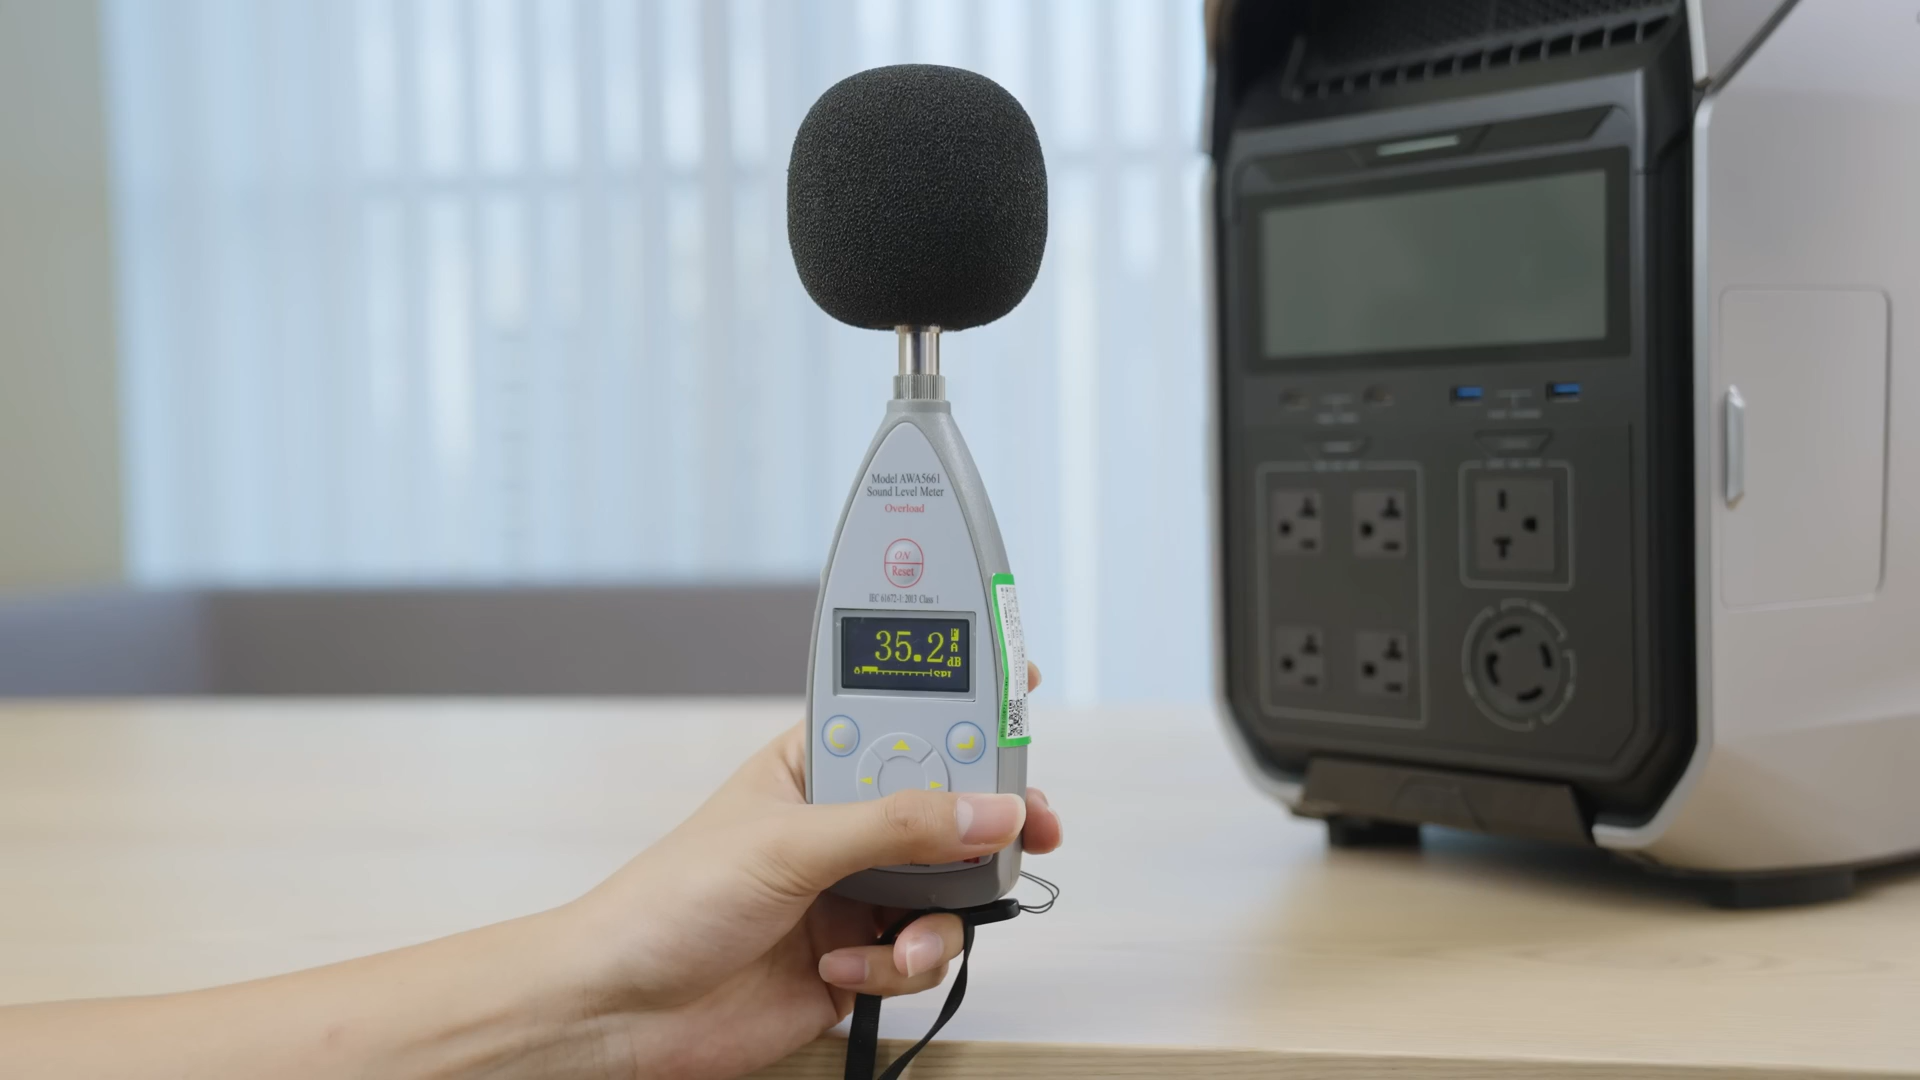 Model AWA5661
Sound Level Meter
Overload
ON
Reset
IEC 61672-1:2013 Class 1
35.2
F
A
dB
SPL